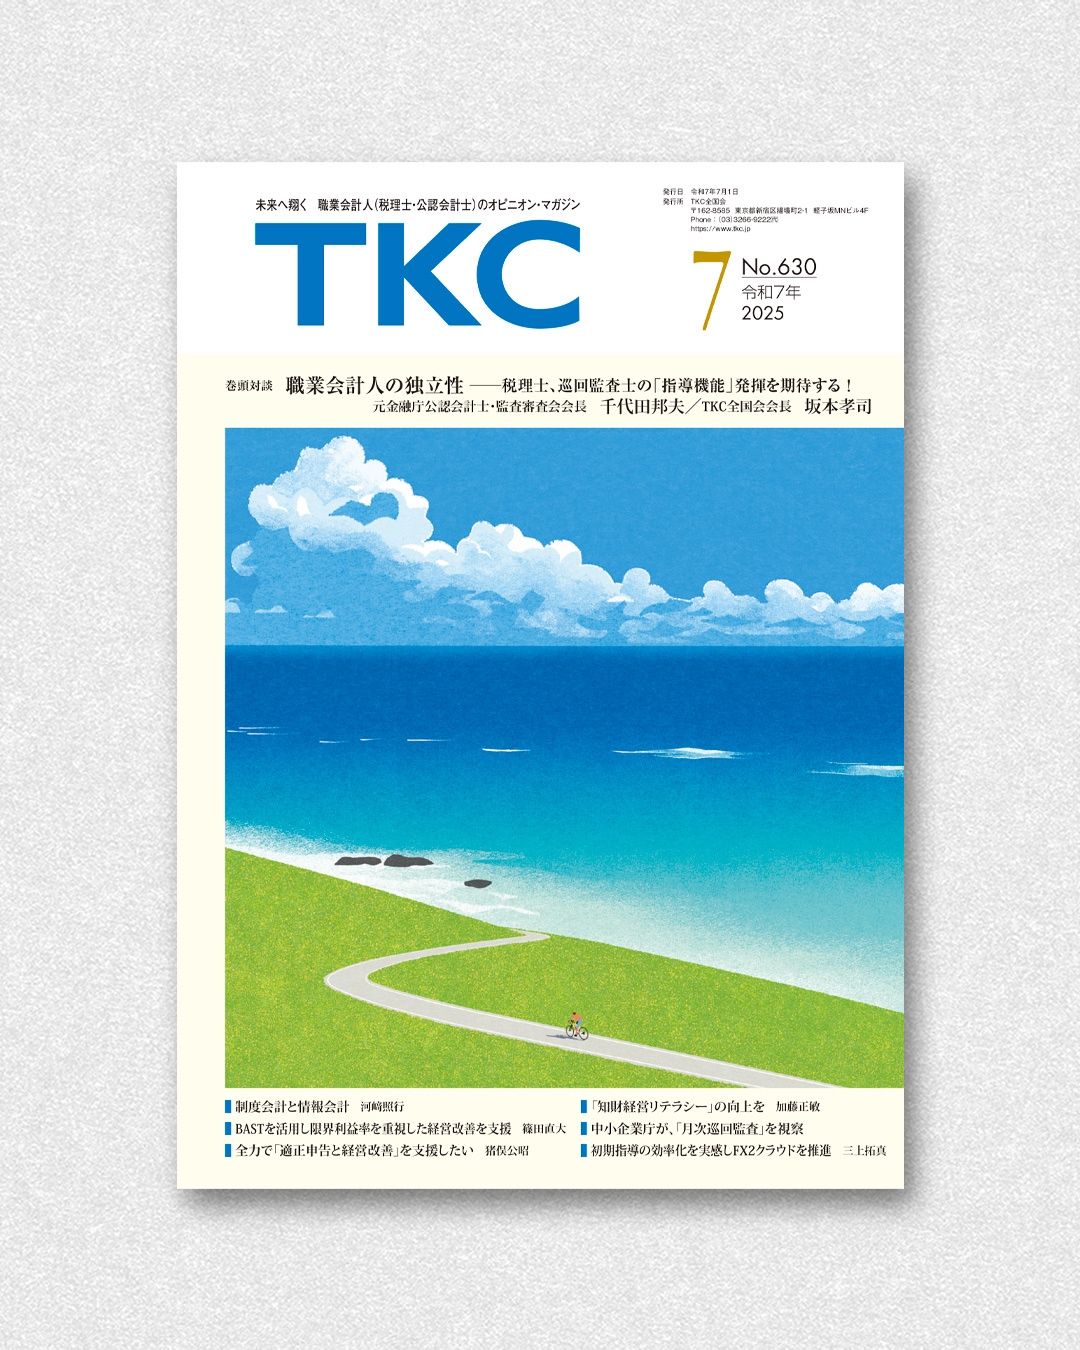 未来へ翔く 職業会計人(税理士・公認会計士)のオピニオン・マガジン
TKC
発行日 令和7年7月1日
発行所 TKC全国会
〒162-8585 東京都新宿区揚場町2-1 軽子坂MNビル4F
Phone:(03)3266-9222㈹
https://www.tkc.jp
7
No.630
令和7年
2025
巻頭対談 職業会計人の独立性 ――税理士、巡回監査士の「指導機能」発揮を期待する!
元金融庁公認会計士・監査審査会会長 千代田邦夫/TKC全国会会長 坂本孝司
制度会計と情報会計 河﨑照行
BASTを活用し限界利益率を重視した経営改善を支援 篠田直大
全力で「適正申告と経営改善」を支援したい 猪俣公昭
「知財経営リテラシー」の向上を 加藤正敏
中小企業庁が、「月次巡回監査」を視察
初期指導の効率化を実感しFX2クラウドを推進 三上拓真